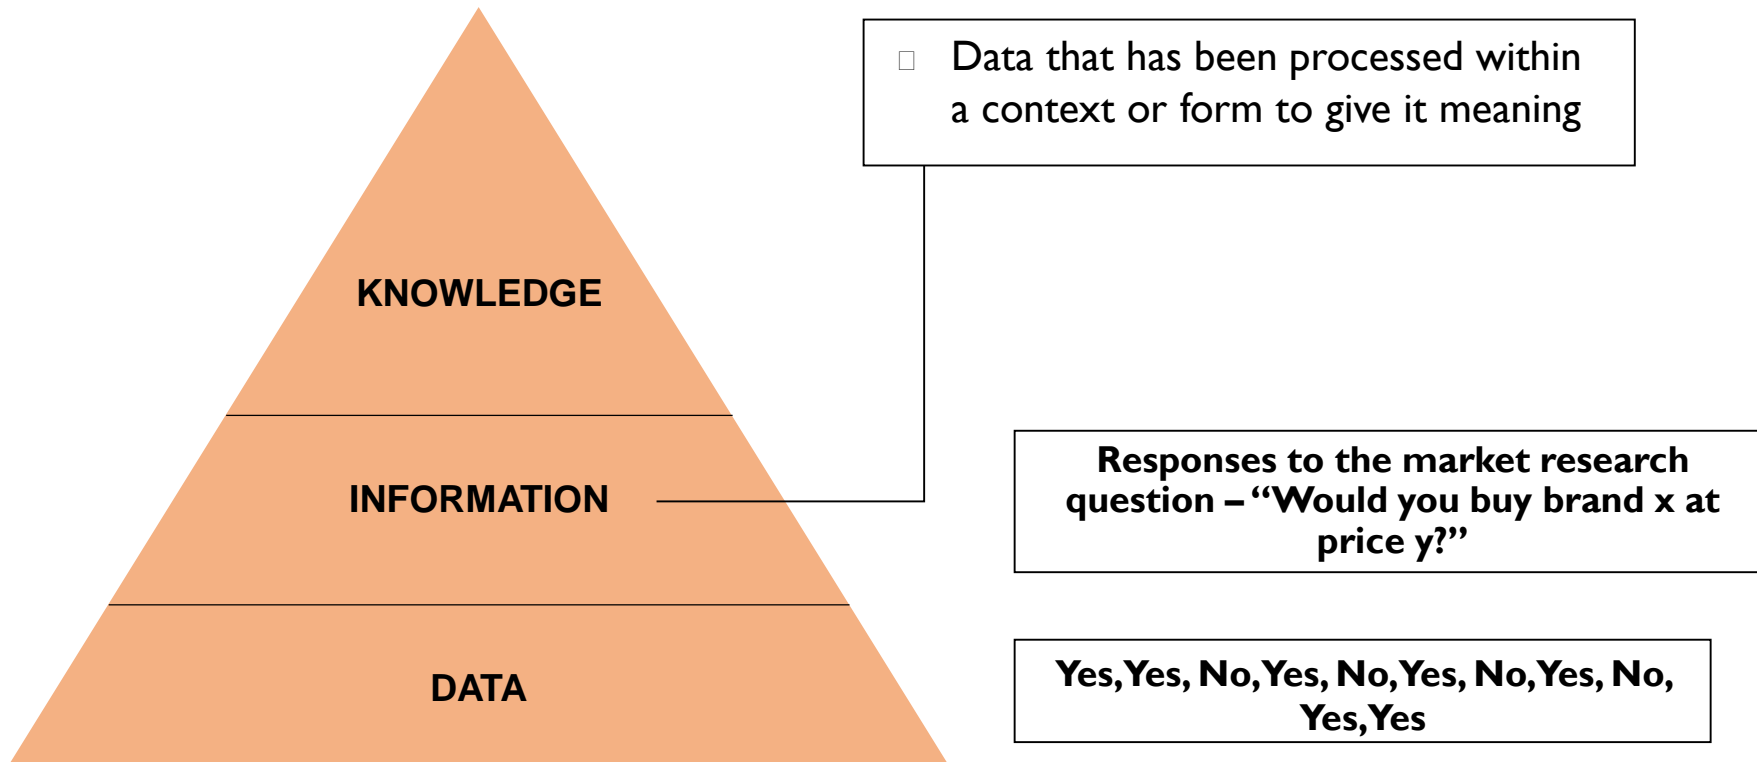 Data that has been processed within
a context or form to give it meaning
KNOWLEDGE
INFORMATION
Responses to the market research
question – “Would you buy brand x at
price y?”
DATA
Yes, Yes, No, Yes, No, Yes, No, Yes, No,
Yes, Yes